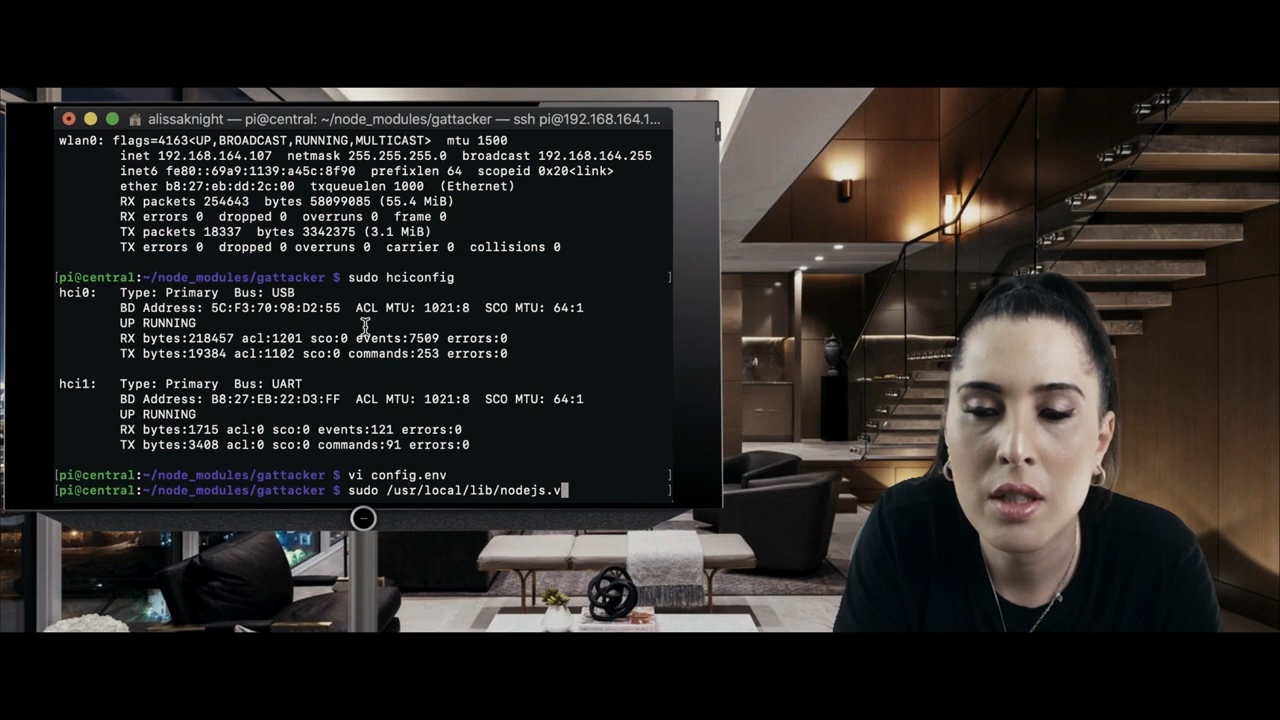 alissaknight — pi@central: ~/node_modules/gattacker — ssh pi@192.168.164.1...
wlan0: flags=4163<UP,BROADCAST,RUNNING,MULTICAST>  mtu 1500
inet 192.168.164.107  netmask 255.255.255.0  broadcast 192.168.164.255
inet6 fe80::69a9:1139:a45c:8f90  prefixlen 64  scopeid 0x20<link>
ether b8:27:eb:dd:2c:00  txqueuelen 1000  (Ethernet)
RX packets 254643  bytes 58099085 (55.4 MiB)
RX errors 0  dropped 0  overruns 0  frame 0
TX packets 18337  bytes 3342375 (3.1 MiB)
TX errors 0  dropped 0 overruns 0  carrier 0  collisions 0
[pi@central:~/node_modules/gattacker $ sudo hciconfig ]
hci0:   Type: Primary  Bus: USB
BD Address: 5C:F3:70:98:D2:55  ACL MTU: 1021:8  SCO MTU: 64:1
UP RUNNING
RX bytes:218457 acl:1201 sco:0 events:7509 errors:0
TX bytes:19384 acl:1102 sco:0 commands:253 errors:0
hci1:   Type: Primary  Bus: UART
BD Address: B8:27:EB:22:D3:FF  ACL MTU: 1021:8  SCO MTU: 64:1
UP RUNNING
RX bytes:1715 acl:0 sco:0 events:121 errors:0
TX bytes:3408 acl:0 sco:0 commands:91 errors:0
[pi@central:~/node_modules/gattacker $ vi config.env ]
[pi@central:~/node_modules/gattacker $ sudo /usr/local/lib/nodejs.v ]